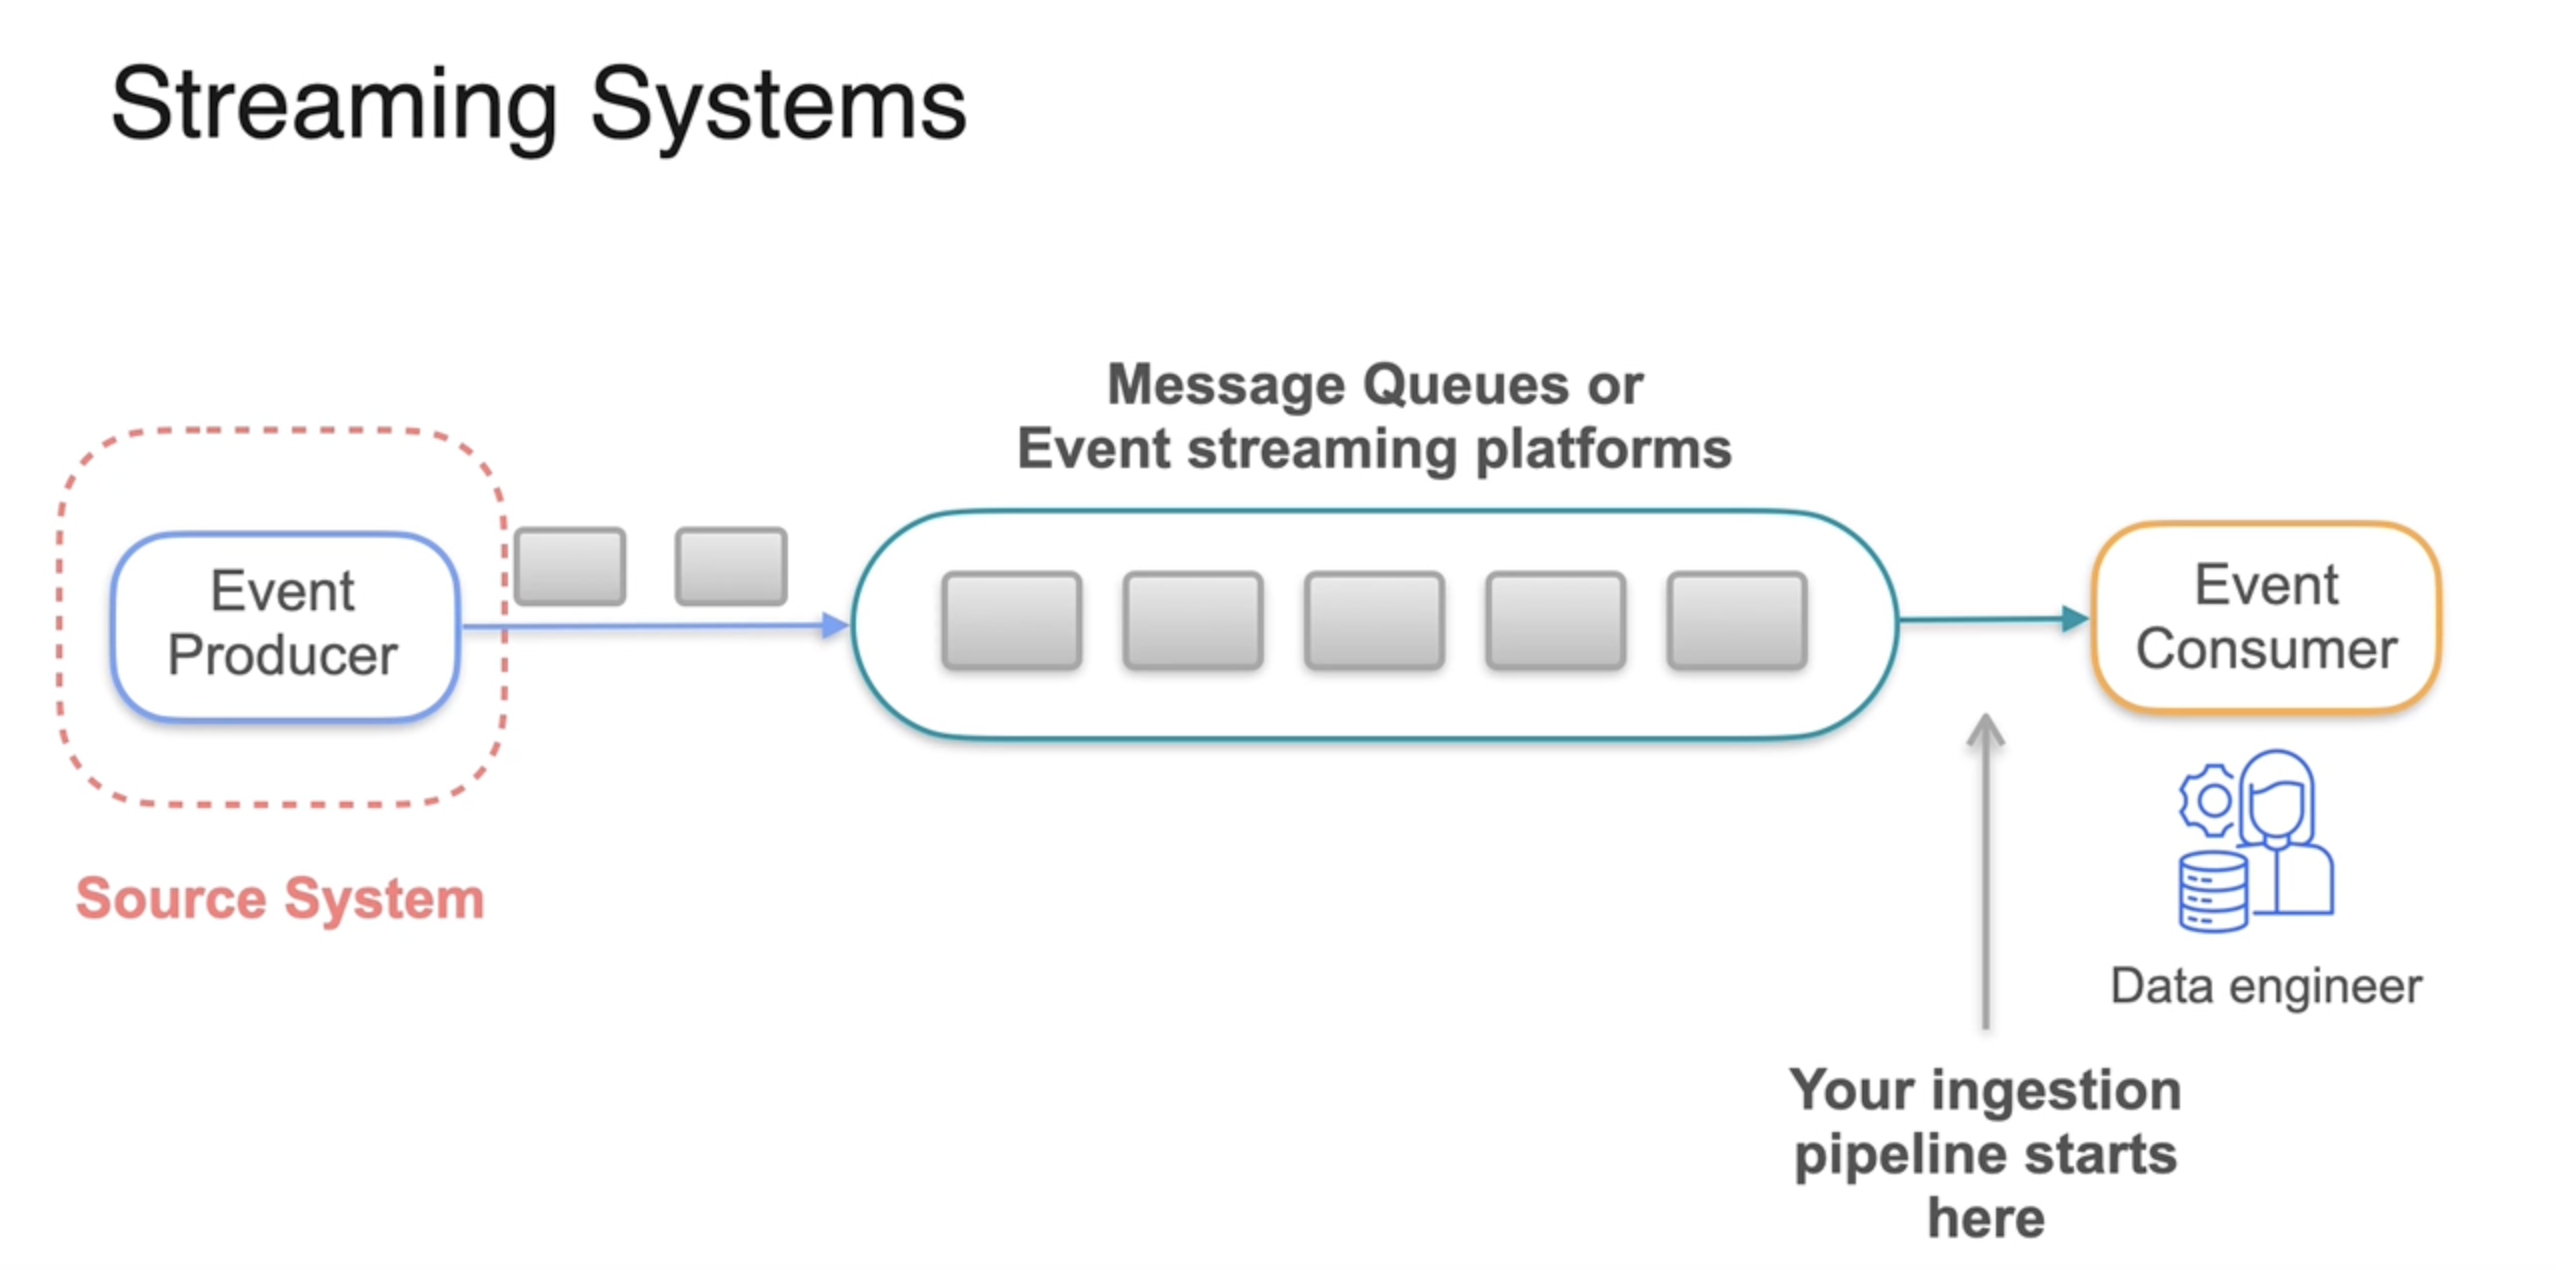 Streaming Systems
Message Queues or
Event streaming platforms
Event
Producer
Event
Consumer
Source System
Data engineer
Your ingestion
pipeline starts
here